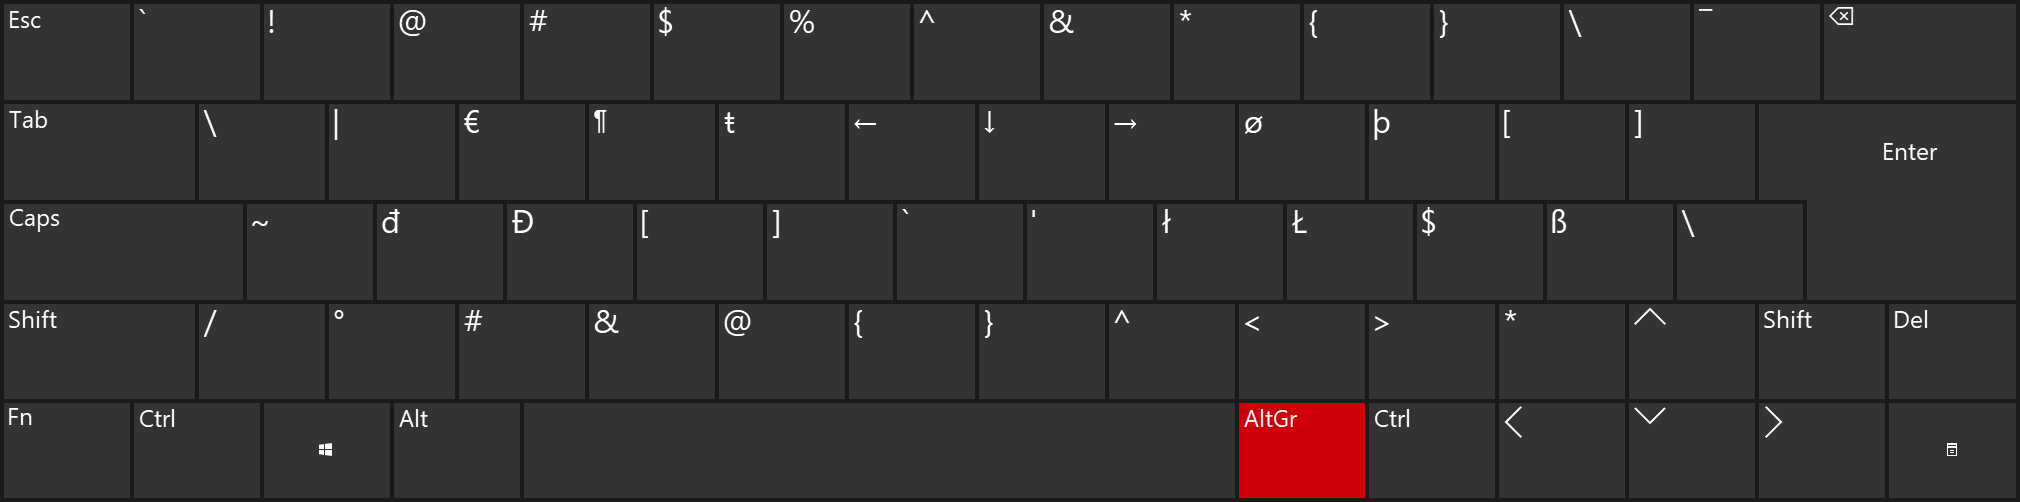 Esc ` ! @ # $ % ^ & * { } \ ¯ ⌫
Tab \ | € ¶ ŧ ← ↓ → ø þ [ ] Enter
Caps ~ đ Đ [ ] ` ' ł Ł $ ß \
Shift / ° # & @ { } ^ < > * Shift Del
Fn Ctrl Alt AltGr Ctrl